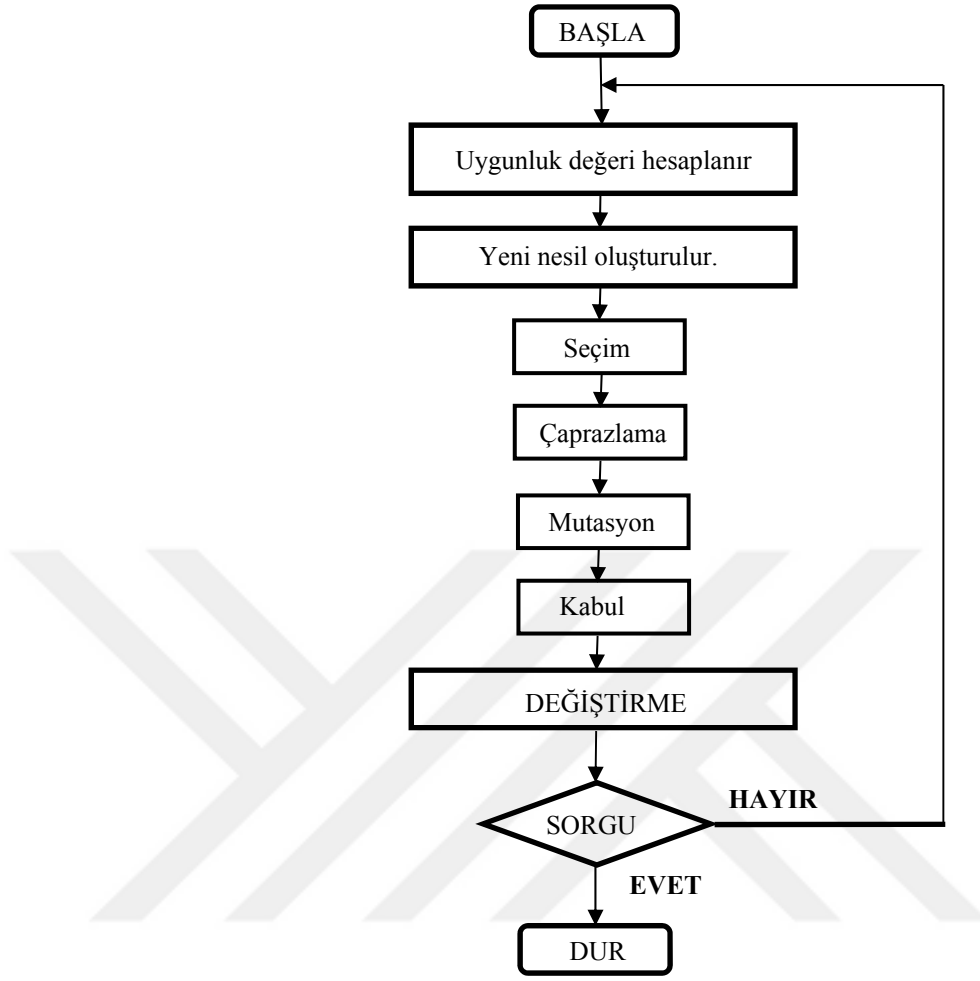 BAŞLA
Uygunluk değeri hesaplanır
Yeni nesil oluşturulur.
Seçim
Çaprazlama
Mutasyon
Kabul
DEĞİŞTİRME
HAYIR
SORGU
EVET
DUR